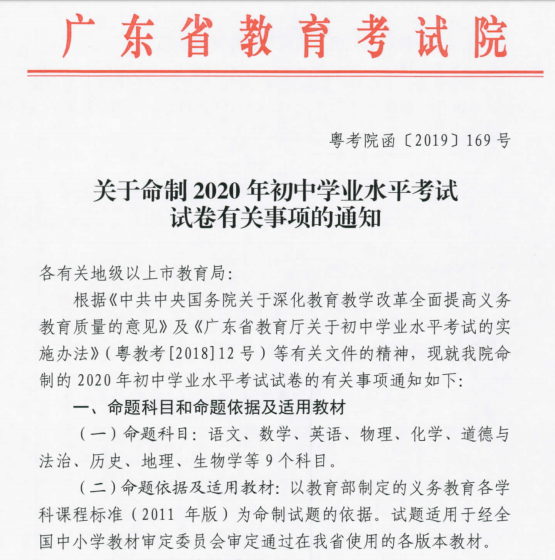 广东省教育考试院
粤考院函〔2019〕169号
关于命制2020年初中学业水平考试
试卷有关事项的通知
各有关地级以上市教育局：
根据《中共中央国务院关于深化教育教学改革全面提高义务
教育质量的意见》及《广东省教育厅关于初中学业水平考试的实
施办法》（粤教考[2018]12号）等有关文件的精神，现就我院命
制的2020年初中学业水平考试试卷的有关事项通知如下：
一、命题科目和命题依据及适用教材
（一）命题科目：语文、数学、英语、物理、化学、道德与
法治、历史、地理、生物学等9个科目。
（二）命题依据及适用教材：以教育部制定的义务教育各学
科课程标准（2011 年版）为命制试题的依据。试题适用于经全
国中小学教材审定委员会审定通过在我省使用的各版本教材。